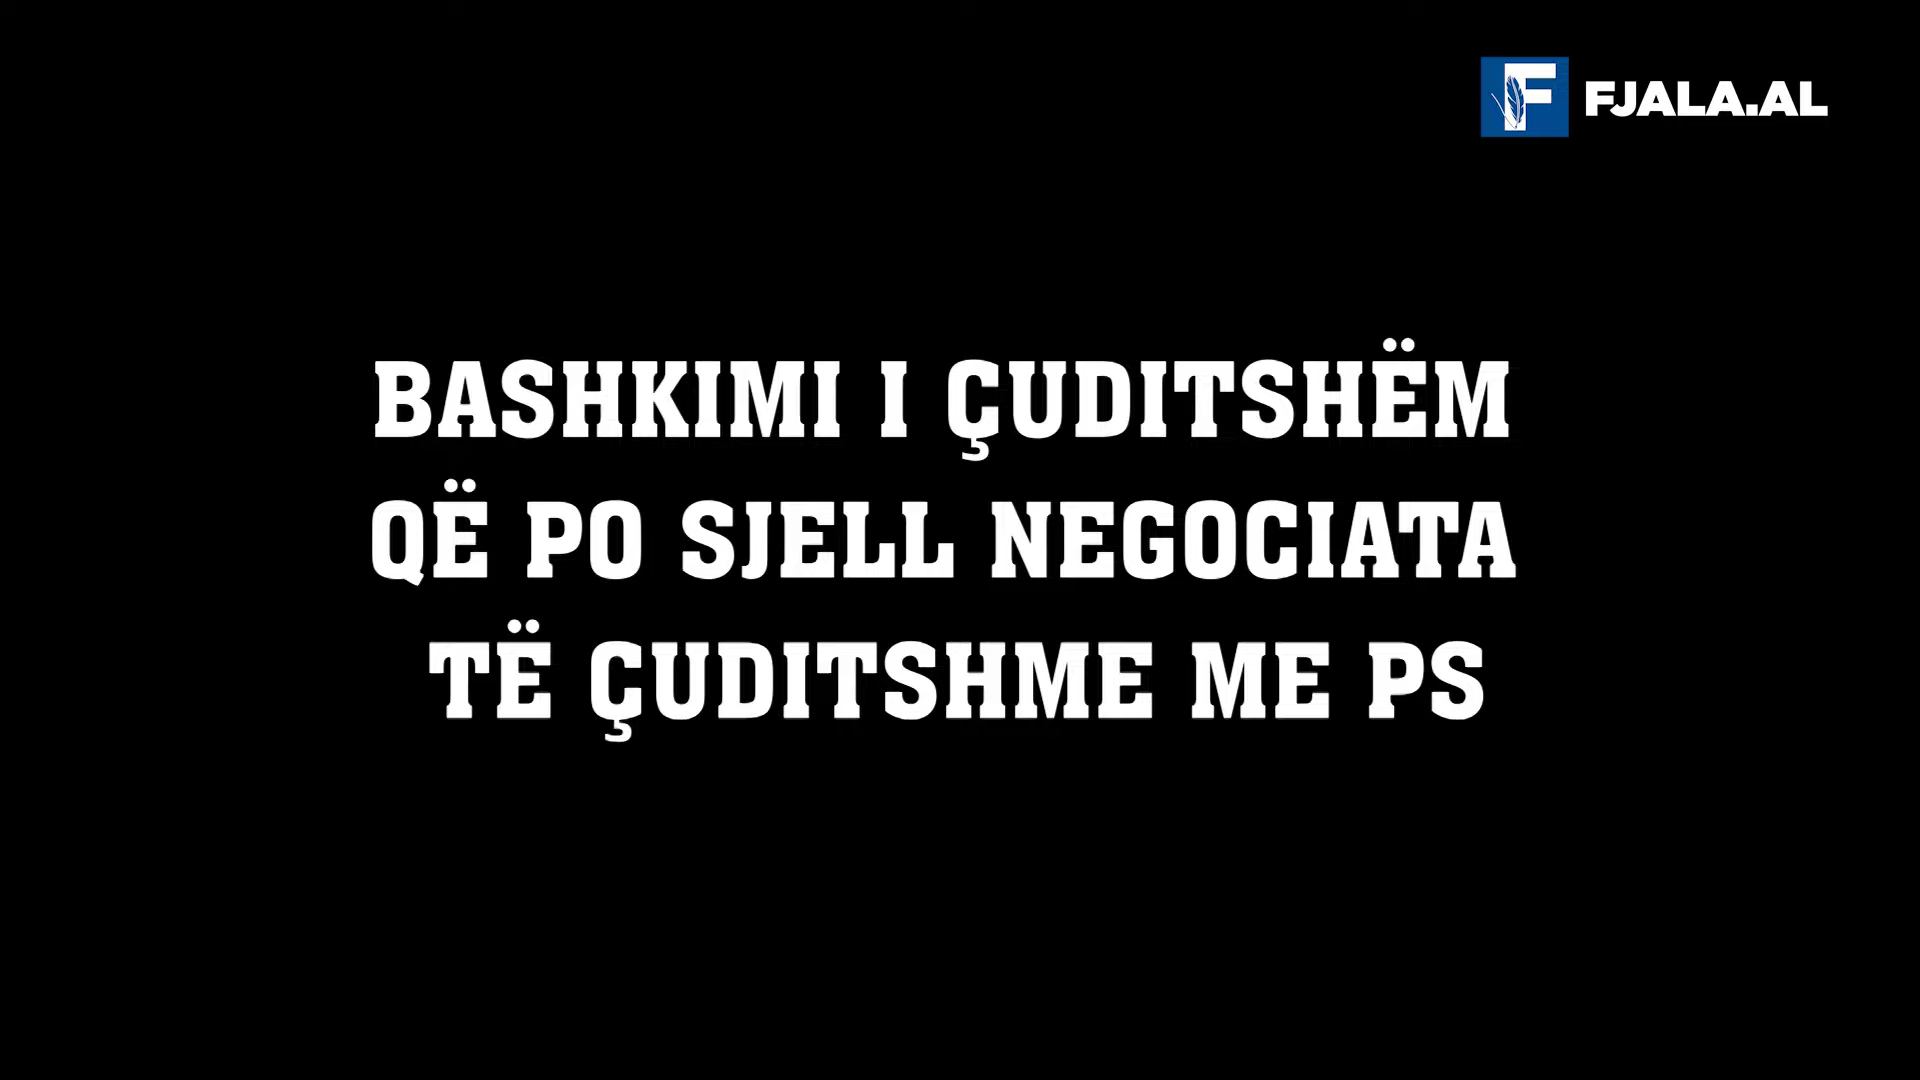 FJALA.AL
BASHKIMI I ÇUDITSHËM
QË PO SJELL NEGOCIATA
TË ÇUDITSHME ME PS